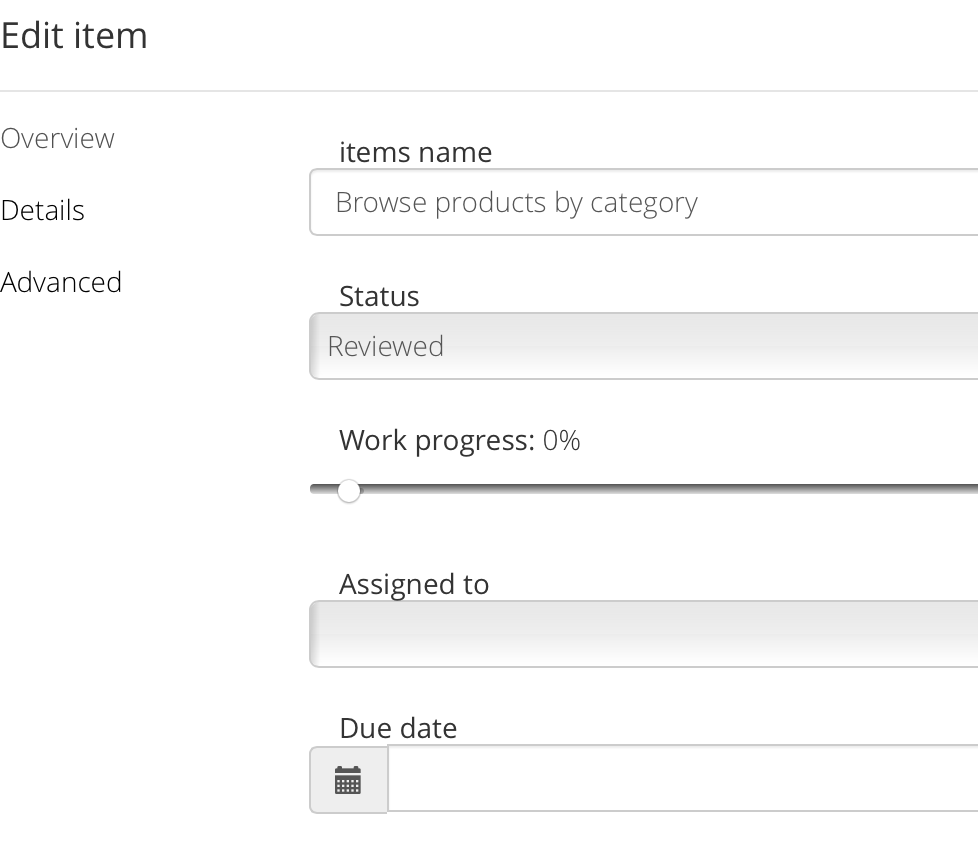 Edit item
Overview
Details
Advanced
items name
Browse products by category
Status
Reviewed
Work progress: 0%
Assigned to
Due date